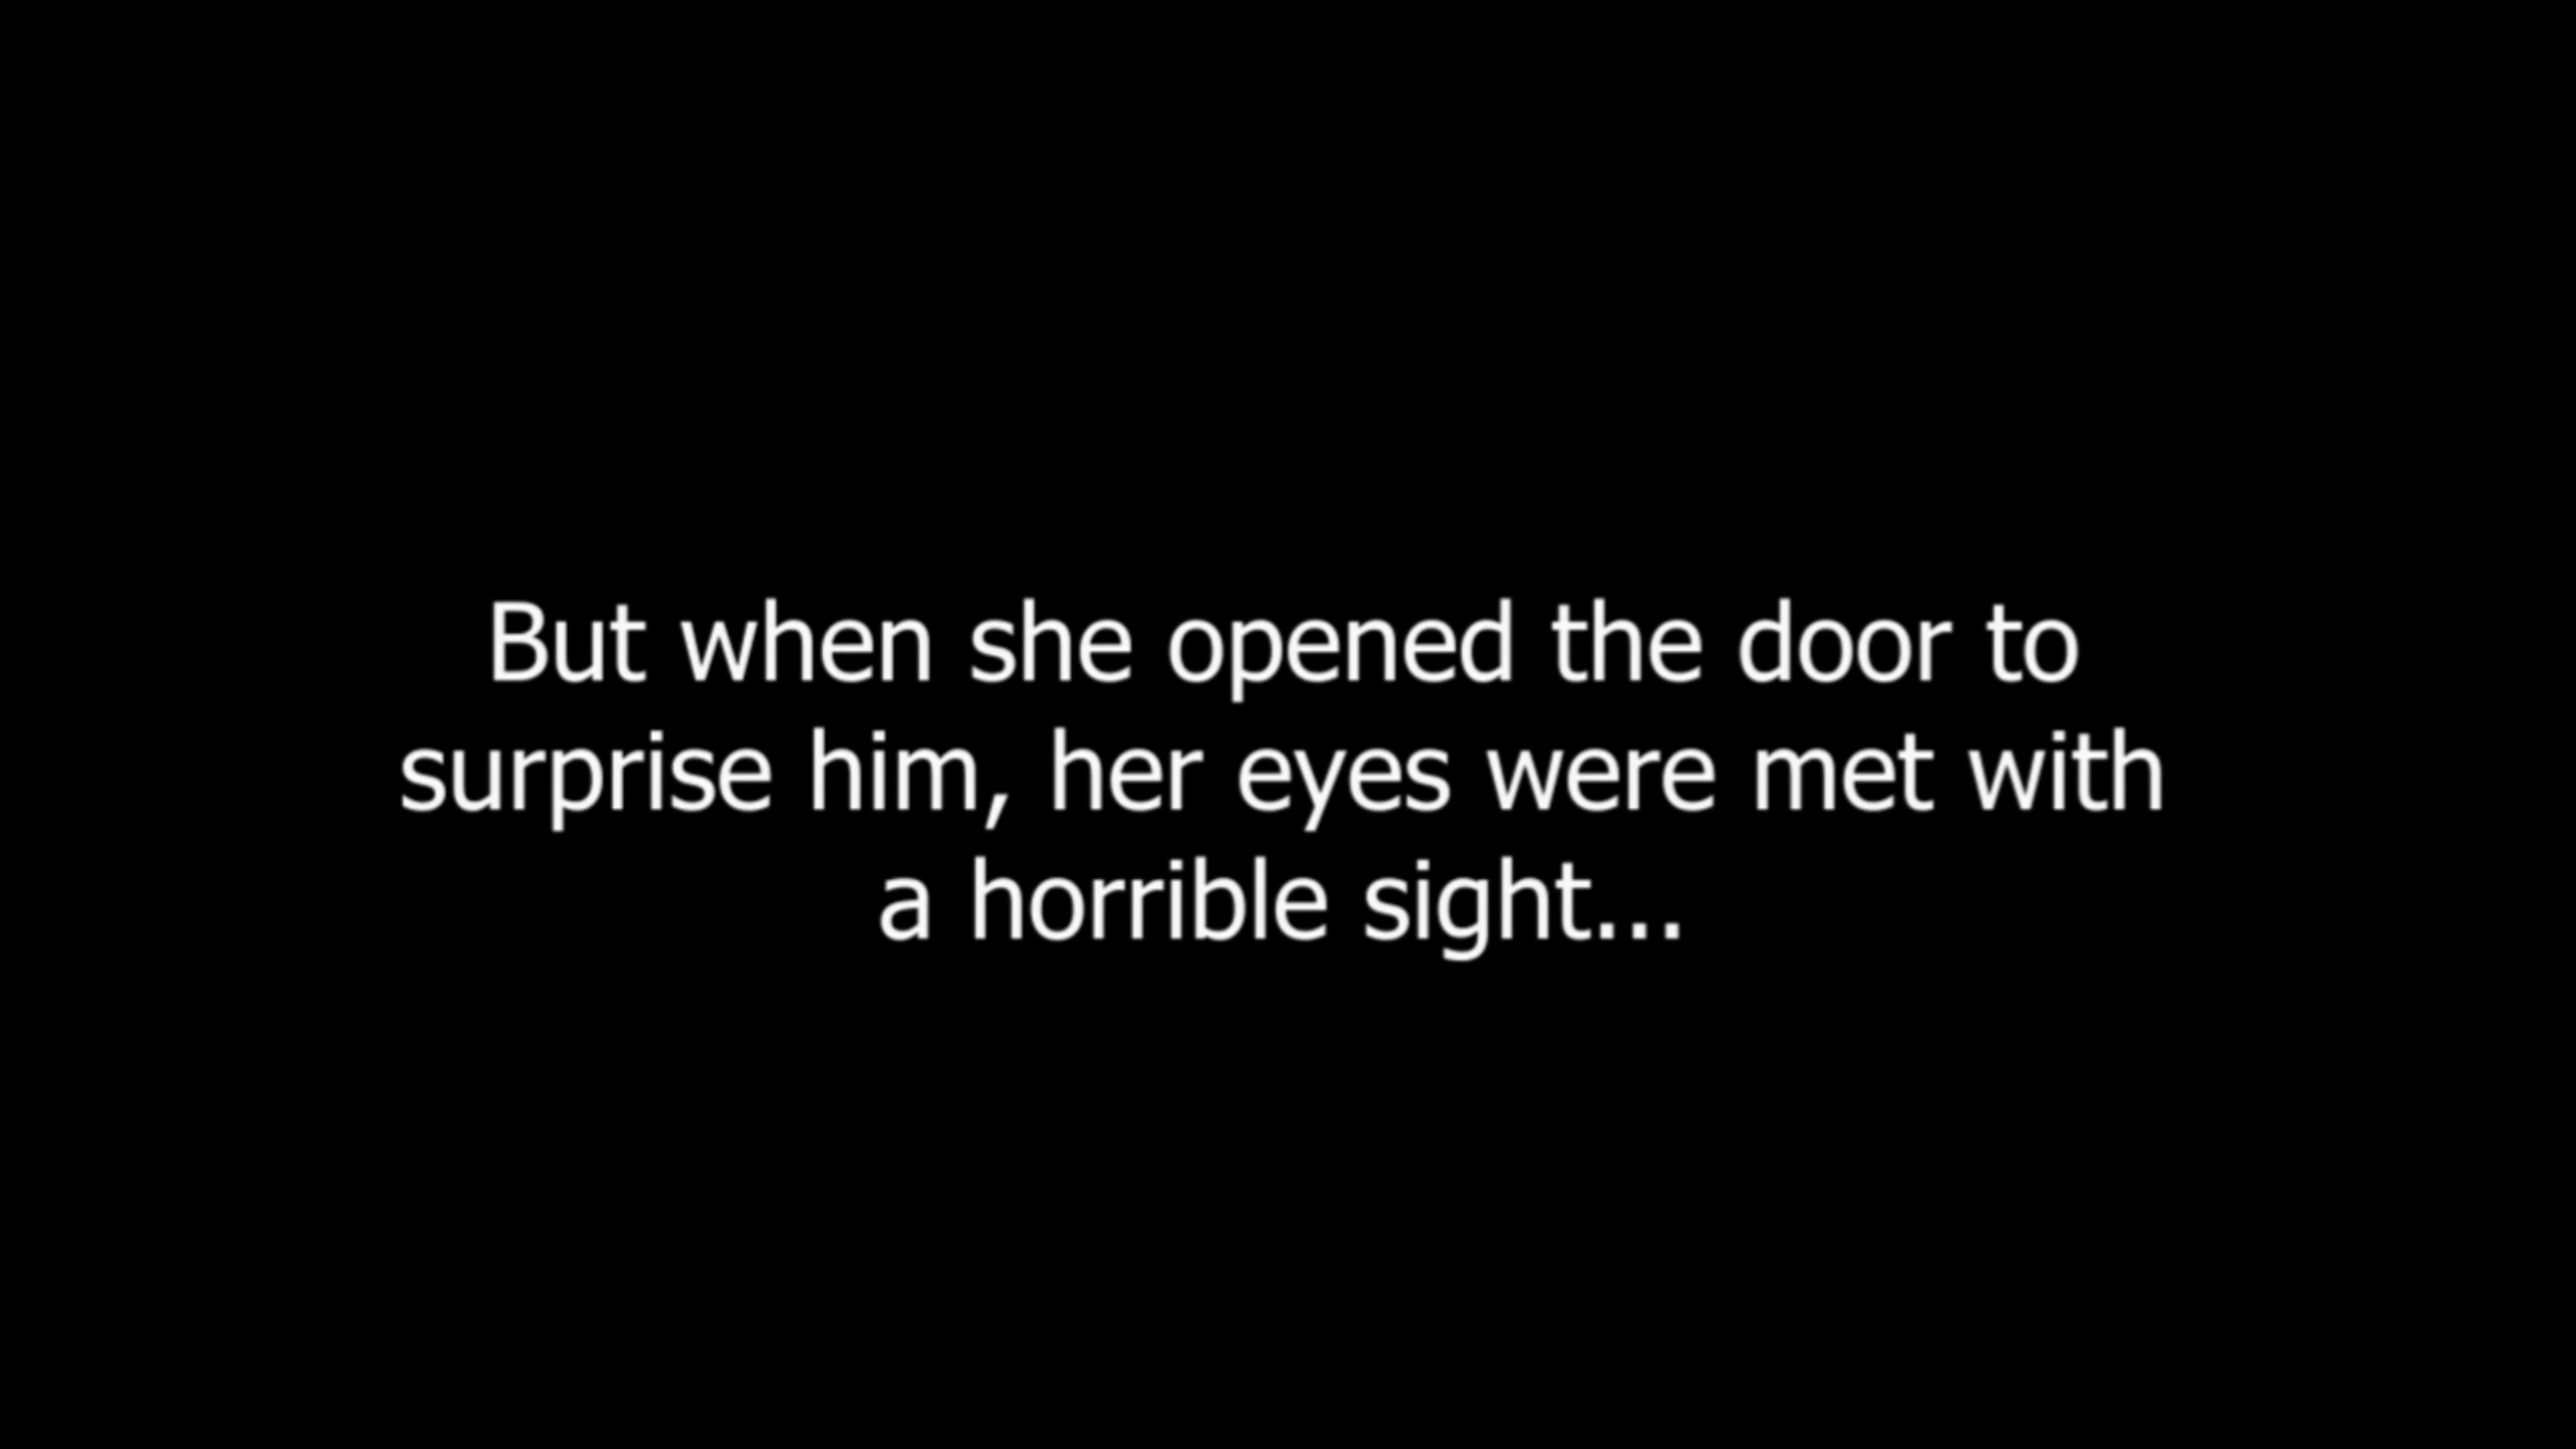 But when she opened the door to
surprise him, her eyes were met with
a horrible sight...